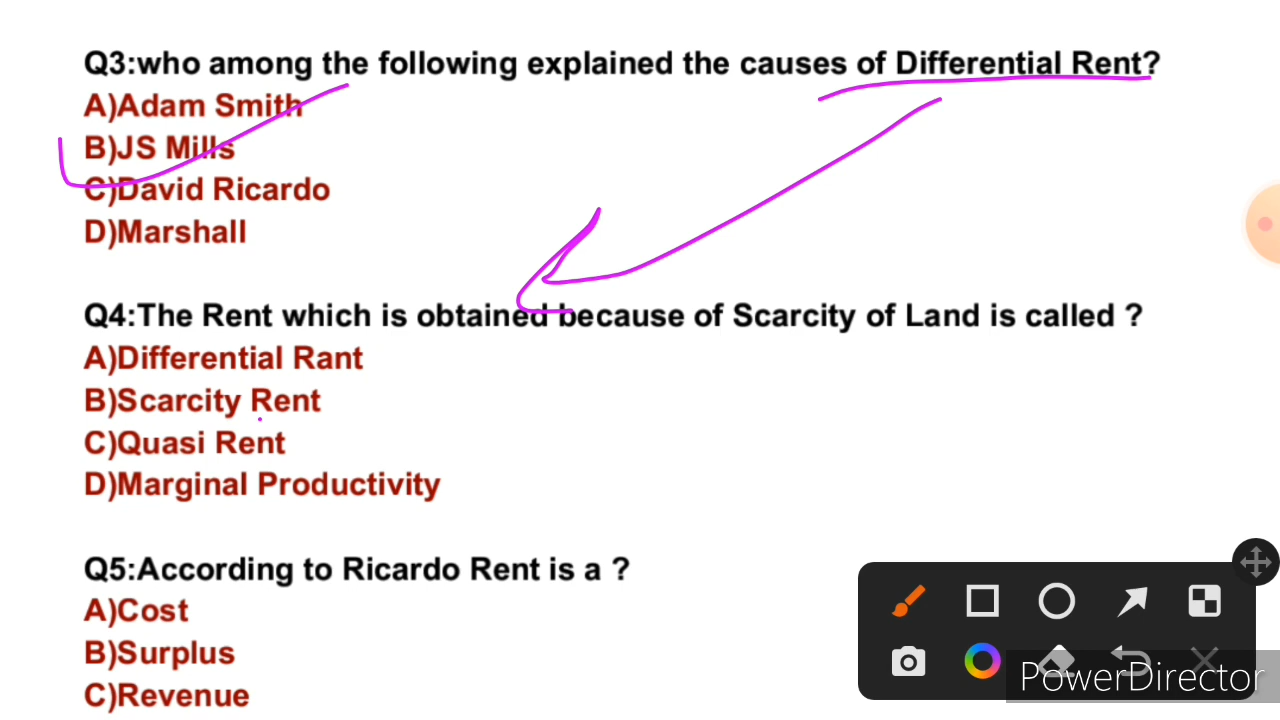 Q3:who among the following explained the causes of Differential Rent?
A)Adam Smith
B)JS Mills
C)David Ricardo
D)Marshall
Q4:The Rent which is obtained because of Scarcity of Land is called ?
A)Differential Rant
B)Scarcity Rent
C)Quasi Rent
D)Marginal Productivity
Q5:According to Ricardo Rent is a ?
A)Cost
B)Surplus
C)Revenue
PowerDirector